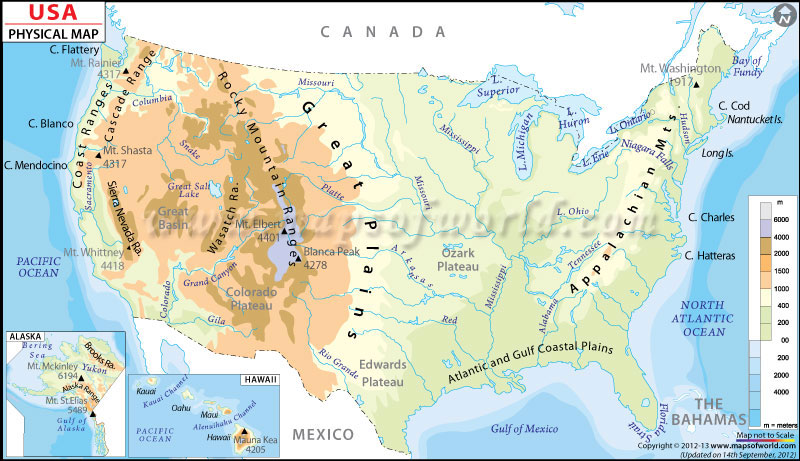 USA
PHYSICAL MAP
CANADA
C. Flattery
Mt. Rainier
4317
Coast Ranges
Cascade Range
Columbia
C. Blanco
Mt. Shasta
4317
C. Mendocino
Sacramento
Sierra Nevada Ra.
Mt. Whittney
4418
PACIFIC
OCEAN
Snake
Great Salt
Lake
Great
Basin
Wasatch Ra.
Rocky Mountain Ranges
Mt. Elbert
4401
Blanca Peak
4278
Grand Canyon
Colorado
Plateau
Colorado
Gila
Missouri
Great Plains
Platte
Arkansas
Red
Rio Grande
Edwards
Plateau
Ozark
Plateau
Mississippi
Missouri
Mississippi
L.
Superior
L. Michigan
L.
Huron
L. Ontario
L. Erie
Niagara Falls
L. Ohio
Tennessee
Alabama
Appalachian Mts.
Atlantic and Gulf Coastal Plains
Mt. Washington
1917
Bay of
Fundy
Hudson
C. Cod
Nantucket Is.
Long Is.
C. Charles
C. Hatteras
NORTH
ATLANTIC
OCEAN
www.mapsofworld.com
m
6000
4000
2000
1500
1000
400
200
00
200
2000
4000
m
m = meters
THE
BAHAMAS
Florida Strait
Gulf of Mexico
MEXICO
ALASKA
Bering
Sea
Brooks Ra.
Yukon
Mt. Mckinley
6194
Alaska Range
Mt. St.Elias
5489
Gulf of
Alaska
HAWAII
Kauai
Kauai Channel
Oahu
Maui
Alenuihaha Channel
PACIFIC
OCEAN
Hawaii
Mauna Kea
4205
Map not to Scale
Copyright © 2012-13 www.mapsofworld.com
(Updated on 14th September, 2012)